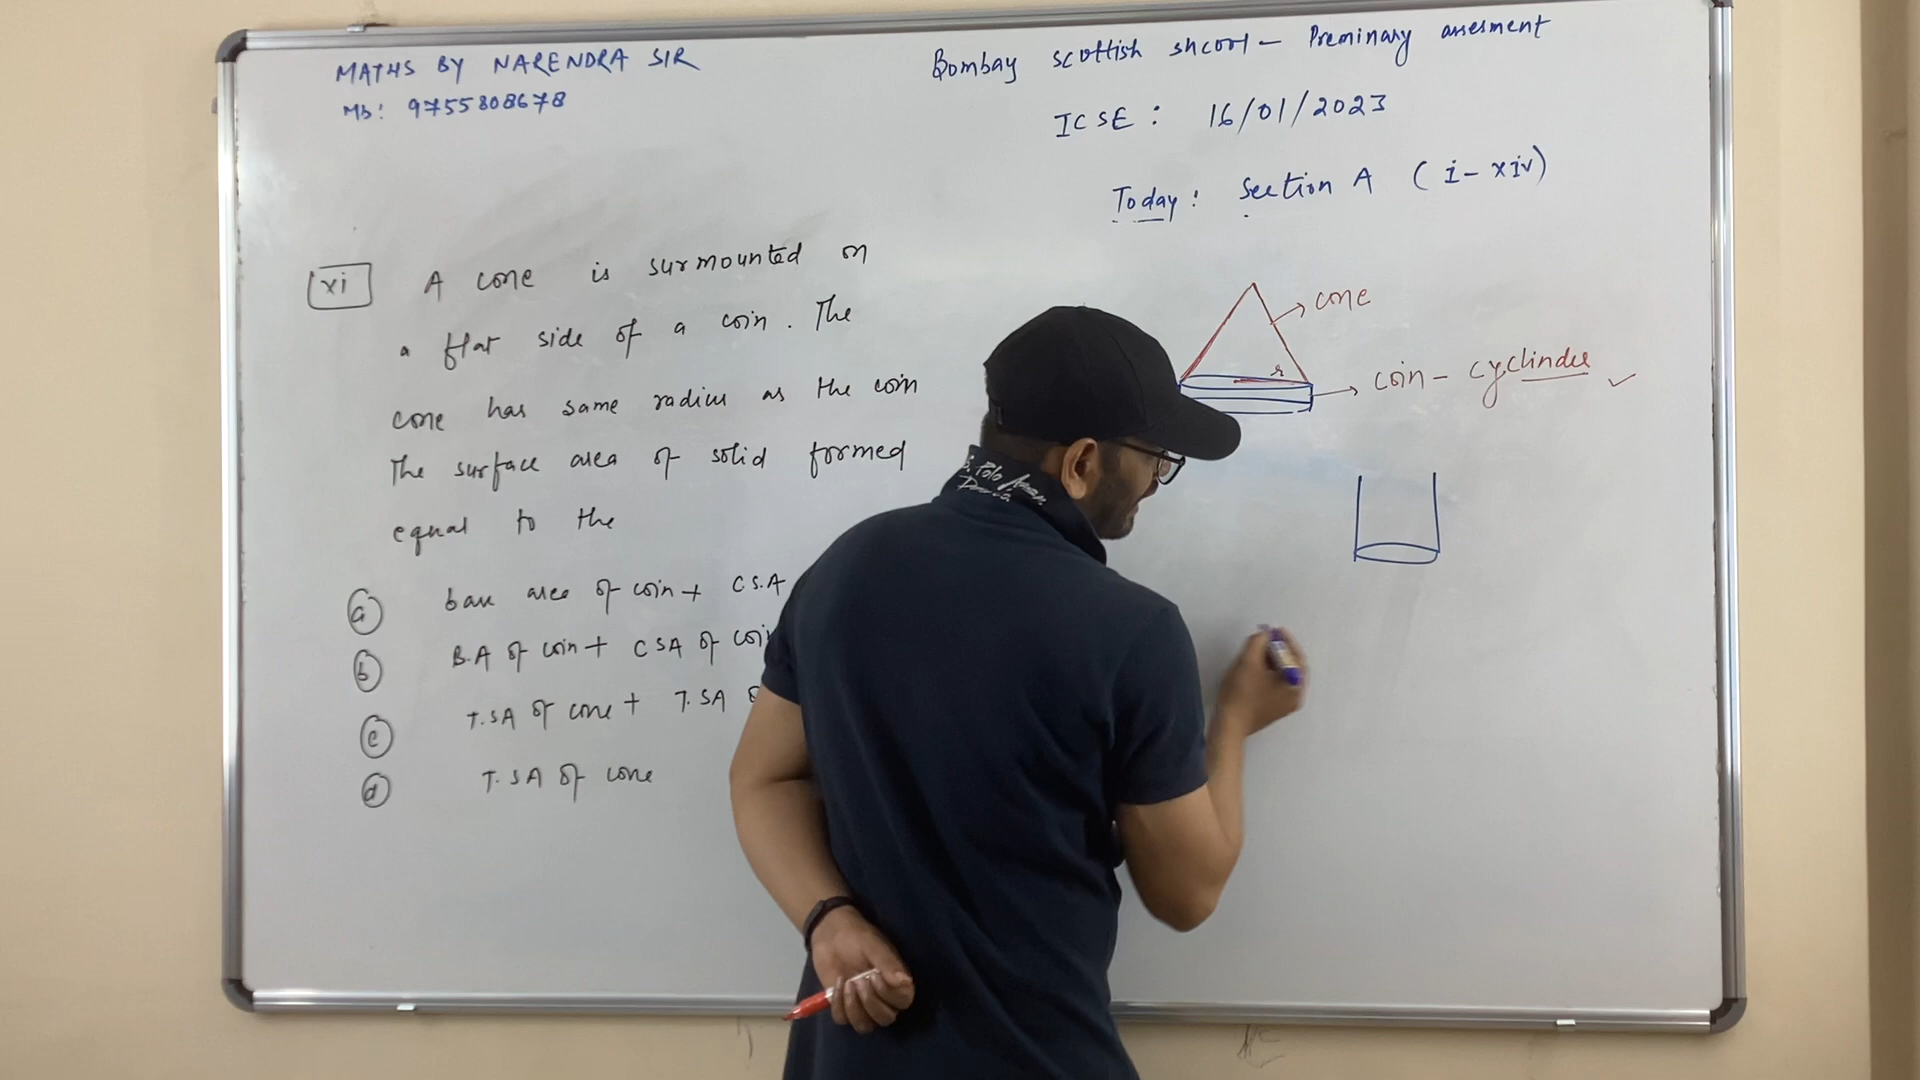 MATHS BY NARENDRA SIR
Mb: 9755808678
Bombay scottish shcool - Preminary assesment
ICSE: 16/01/2023
Today: Section A (i - xiv)
xi A cone is surmounted on
a flat side of a coin. The
cone has same radius as the coin
The surface area of solid formed
equal to the
a base area of coin + C.S.A
b B.A of coin + CSA of coin
c T.SA of cone + T.SA
d T.SA of cone
cone
r
coin - cyclinder